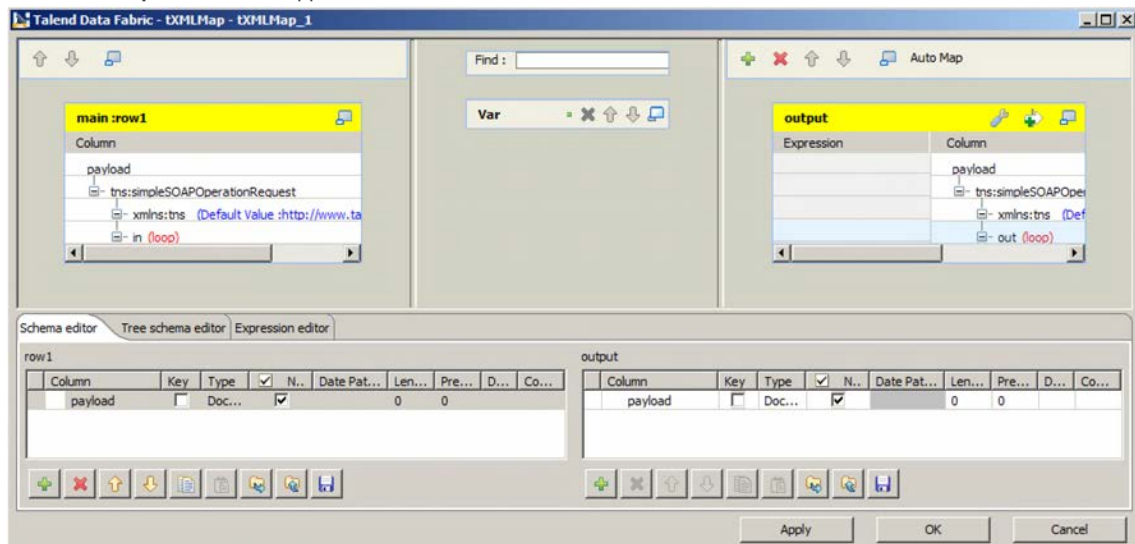 Talend Data Fabric - tXMLMap - tXMLMap_1
Find :
Auto Map
main :row1
Column
payload
tns:simpleSOAPOperationRequest
xmlns:tns (Default Value :http://www.ta
in (loop)
Var
output
Expression Column
payload
tns:simpleSOAPOper
xmlns:tns (Def
out (loop)
Schema editor Tree schema editor Expression editor
row1
Column Key Type N.. Date Pat... Len... Pre... D... Co...
payload Doc... 0 0
output
Column Key Type N.. Date Pat... Len... Pre... D... Co...
payload Doc... 0 0
Apply OK Cancel